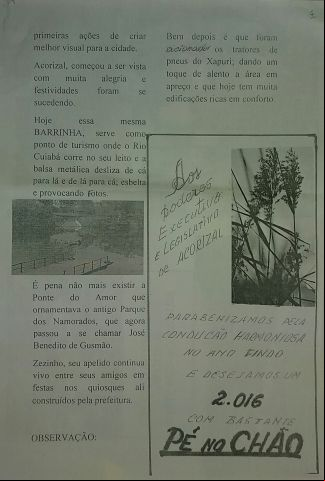 primeiras ações de criar
melhor visual para a cidade.
Acorizal, começou a ser vista
com muita alegria e
festividades foram se
sucedendo.
Hoje essa mesma
BARRINHA, serve como
ponto de turismo onde o Rio
Cuiabá corre no seu leito e a
balsa metálica desliza de cá
para lá e de lá para cá; esbelta
e provocando fotos.
É pena não mais existir a
Ponte do Amor que
ornamentava o antigo Parque
dos Namorados, que agora
passou a se chamar José
Benedito de Gusmão.
Zezinho, seu apelido continua
vivo entre seus amigos em
festas nos quiosques ali
construídos pela prefeitura.
OBSERVAÇÃO:
Bem depois é que foram
acionados os tratores de
pneus do Xapuri; dando um
toque de alento a área em
apreço e que hoje tem muita
edificações ricas em conforto.
Aos
poderes
Executivo
e Legislativo
de Acorizal
PARABENIZAMOS PELA
CONDUCÃO HARMONIOSA
NO ANO FINDO
E DESEJAMOS UM
2.016
COM BASTANTE
PÉ NO CHÃO